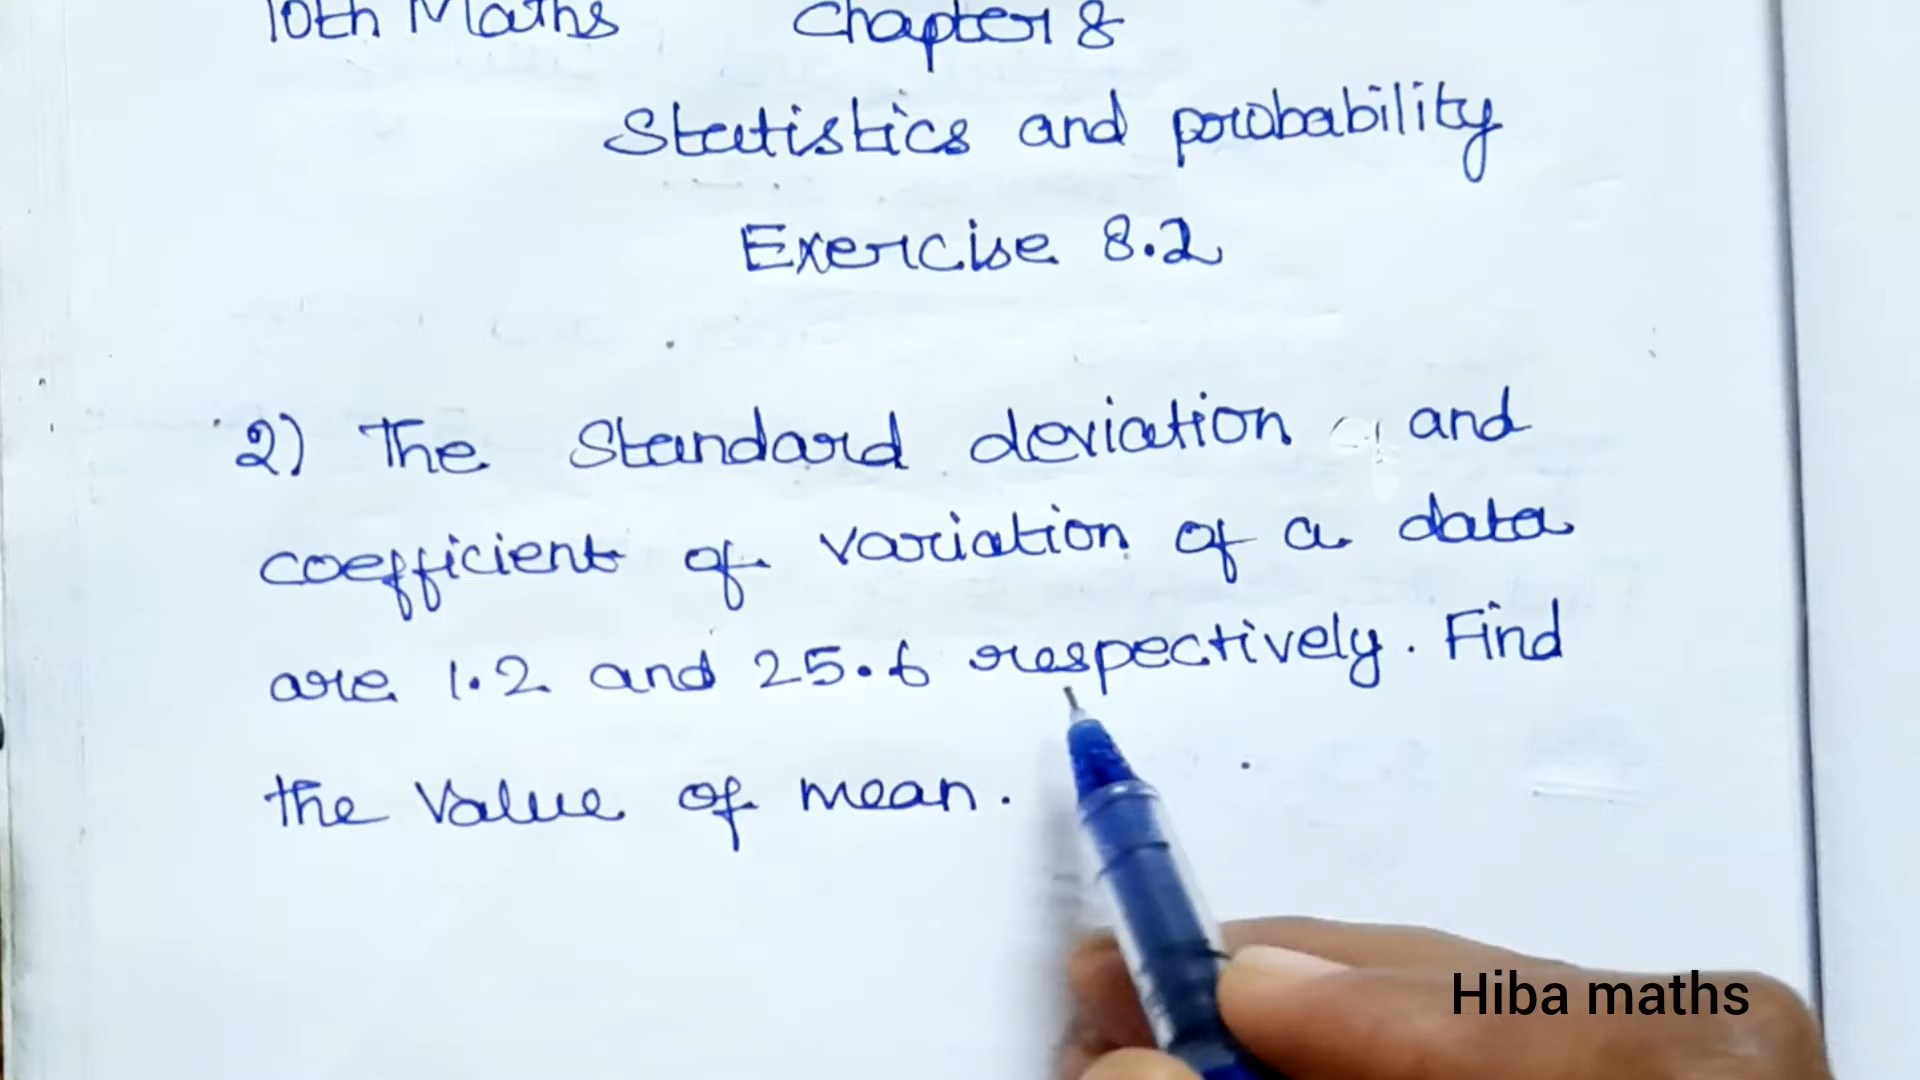 10th Maths Chapter 8
Statistics and probability
Exercise 8.2
2) The Standard deviation and
coefficient of variation of a data
are 1.2 and 25.6 respectively. Find
the Value of mean.
Hiba maths